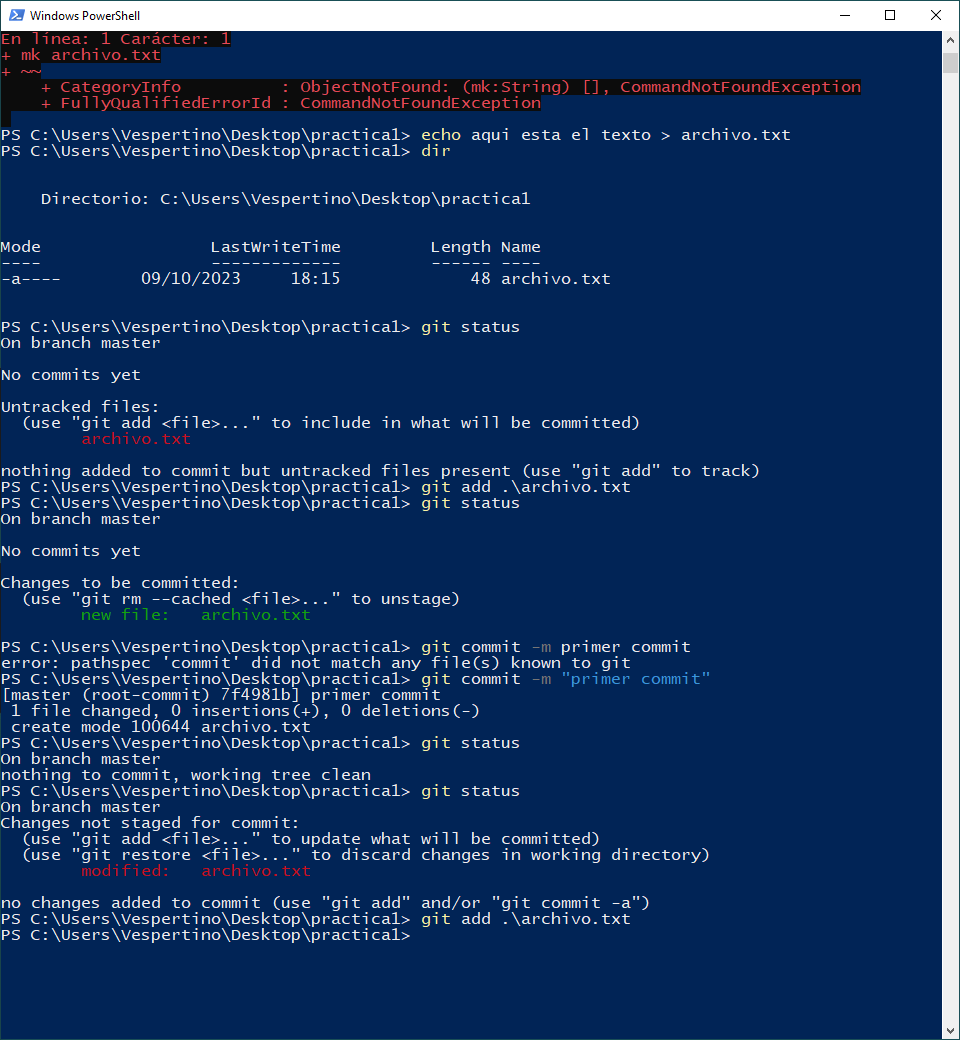 Windows PowerShell
En línea: 1 Carácter: 1
+ mk archivo.txt
+ ~~
    + CategoryInfo          : ObjectNotFound: (mk:String) [], CommandNotFoundException
    + FullyQualifiedErrorId : CommandNotFoundException
PS C:\Users\Vespertino\Desktop\practica1> echo aqui esta el texto > archivo.txt
PS C:\Users\Vespertino\Desktop\practica1> dir
    Directorio: C:\Users\Vespertino\Desktop\practica1
Mode                 LastWriteTime         Length Name
----                 -------------         ------ ----
-a----        09/10/2023     18:15             48 archivo.txt
PS C:\Users\Vespertino\Desktop\practica1> git status
On branch master
No commits yet
Untracked files:
  (use "git add <file>..." to include in what will be committed)
        archivo.txt
nothing added to commit but untracked files present (use "git add" to track)
PS C:\Users\Vespertino\Desktop\practica1> git add .\archivo.txt
PS C:\Users\Vespertino\Desktop\practica1> git status
On branch master
No commits yet
Changes to be committed:
  (use "git rm --cached <file>..." to unstage)
        new file:   archivo.txt
PS C:\Users\Vespertino\Desktop\practica1> git commit -m primer commit
error: pathspec 'commit' did not match any file(s) known to git
PS C:\Users\Vespertino\Desktop\practica1> git commit -m "primer commit"
[master (root-commit) 7f4981b] primer commit
 1 file changed, 0 insertions(+), 0 deletions(-)
 create mode 100644 archivo.txt
PS C:\Users\Vespertino\Desktop\practica1> git status
On branch master
nothing to commit, working tree clean
PS C:\Users\Vespertino\Desktop\practica1> git status
On branch master
Changes not staged for commit:
  (use "git add <file>..." to update what will be committed)
  (use "git restore <file>..." to discard changes in working directory)
        modified:   archivo.txt
no changes added to commit (use "git add" and/or "git commit -a")
PS C:\Users\Vespertino\Desktop\practica1> git add .\archivo.txt
PS C:\Users\Vespertino\Desktop\practica1>